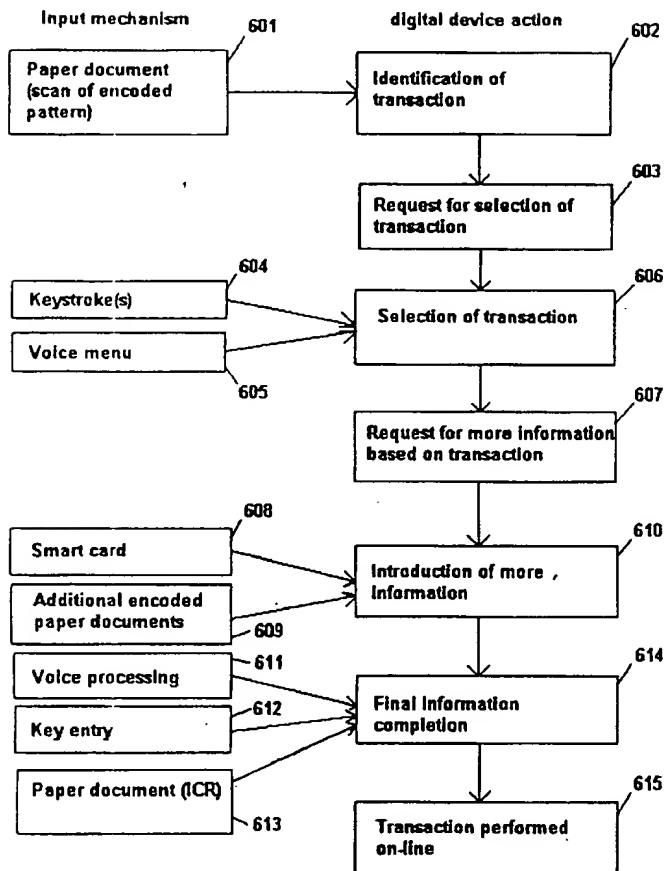 Input mechanism
digital device action
601
602
Paper document
(scan of encoded
pattern)
Identification of
transaction
603
Request for selection of
transaction
604
606
Keystroke(s)
Selection of transaction
Voice menu
605
607
Request for more information
based on transaction
608
610
Smart card
Introduction of more
information
Additional encoded
paper documents
609
611
614
Voice processing
Final information
completion
612
Key entry
615
Paper document (ICR)
613
Transaction performed
on-line